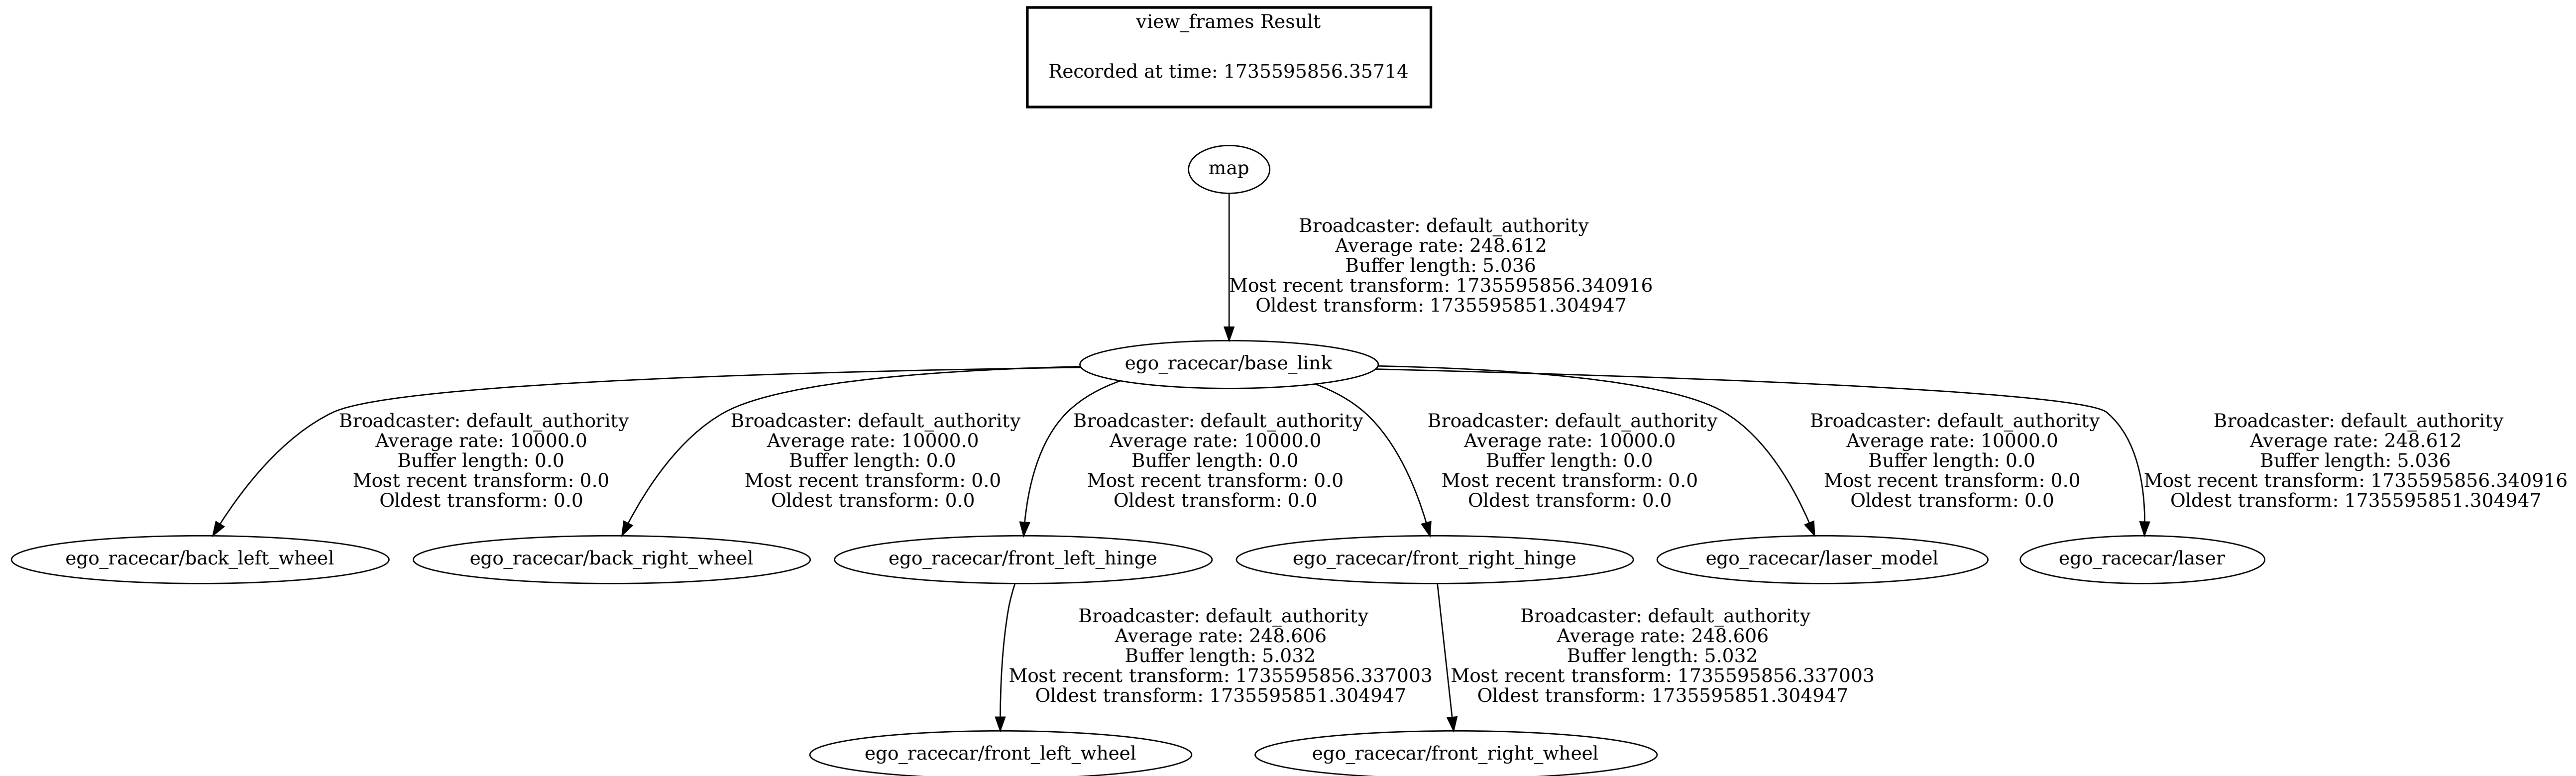 view_frames Result
Recorded at time: 1735595856.35714
map
Broadcaster: default_authority
Average rate: 248.612
Buffer length: 5.036
Most recent transform: 1735595856.340916
Oldest transform: 1735595851.304947
ego_racecar/base_link
Broadcaster: default_authority
Average rate: 10000.0
Buffer length: 0.0
Most recent transform: 0.0
Oldest transform: 0.0
Broadcaster: default_authority
Average rate: 10000.0
Buffer length: 0.0
Most recent transform: 0.0
Oldest transform: 0.0
Broadcaster: default_authority
Average rate: 10000.0
Buffer length: 0.0
Most recent transform: 0.0
Oldest transform: 0.0
Broadcaster: default_authority
Average rate: 10000.0
Buffer length: 0.0
Most recent transform: 0.0
Oldest transform: 0.0
Broadcaster: default_authority
Average rate: 10000.0
Buffer length: 0.0
Most recent transform: 0.0
Oldest transform: 0.0
Broadcaster: default_authority
Average rate: 248.612
Buffer length: 5.036
Most recent transform: 1735595856.340916
Oldest transform: 1735595851.304947
ego_racecar/back_left_wheel
ego_racecar/back_right_wheel
ego_racecar/front_left_hinge
ego_racecar/front_right_hinge
ego_racecar/laser_model
ego_racecar/laser
Broadcaster: default_authority
Average rate: 248.606
Buffer length: 5.032
Most recent transform: 1735595856.337003
Oldest transform: 1735595851.304947
Broadcaster: default_authority
Average rate: 248.606
Buffer length: 5.032
Most recent transform: 1735595856.337003
Oldest transform: 1735595851.304947
ego_racecar/front_left_wheel
ego_racecar/front_right_wheel